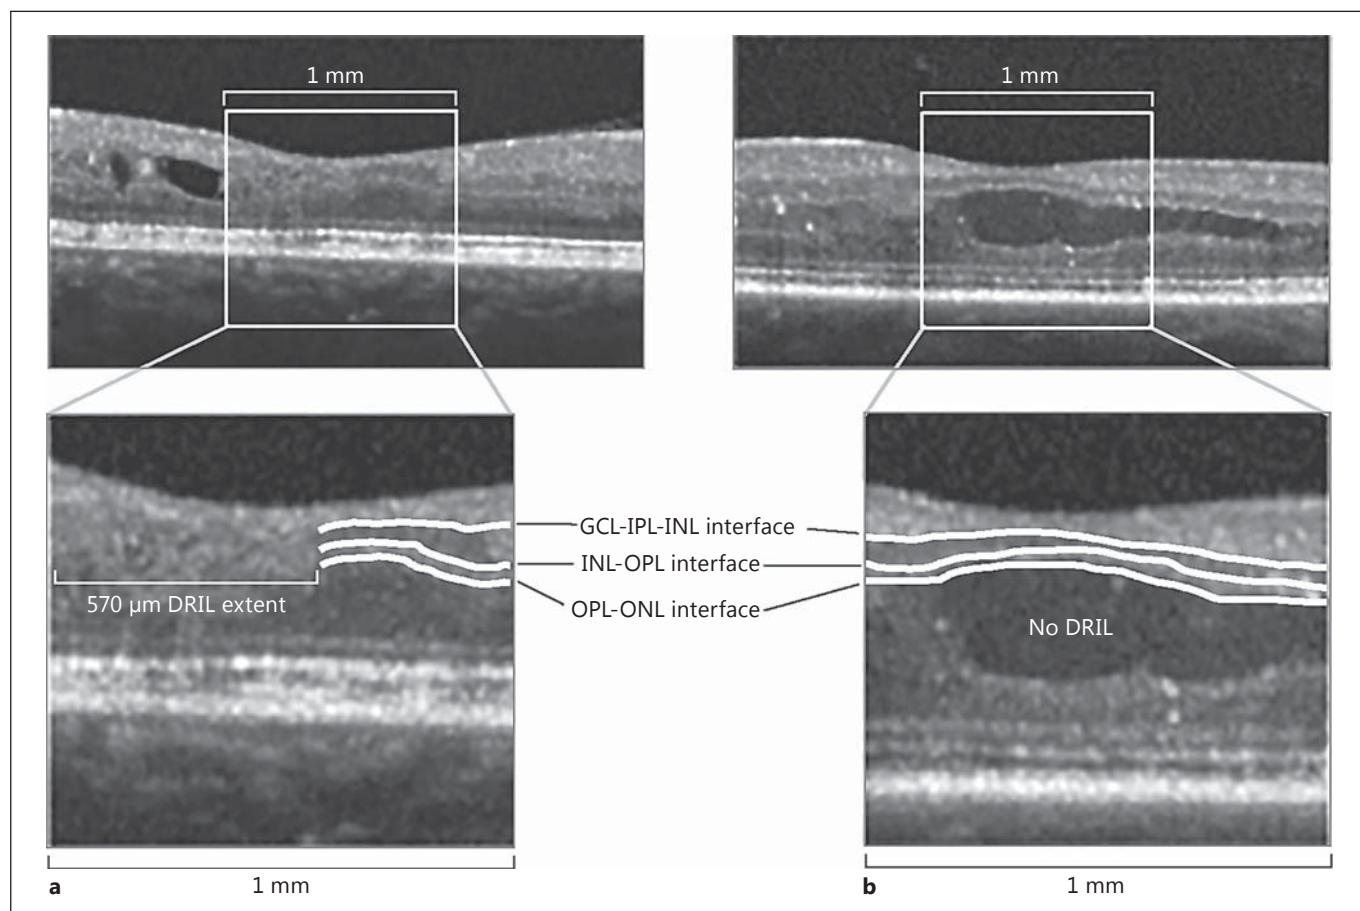 1 mm
1 mm
GCL-IPL-INL interface
INL-OPL interface
OPL-ONL interface
570 µm DRIL extent
No DRIL
a
1 mm
b
1 mm